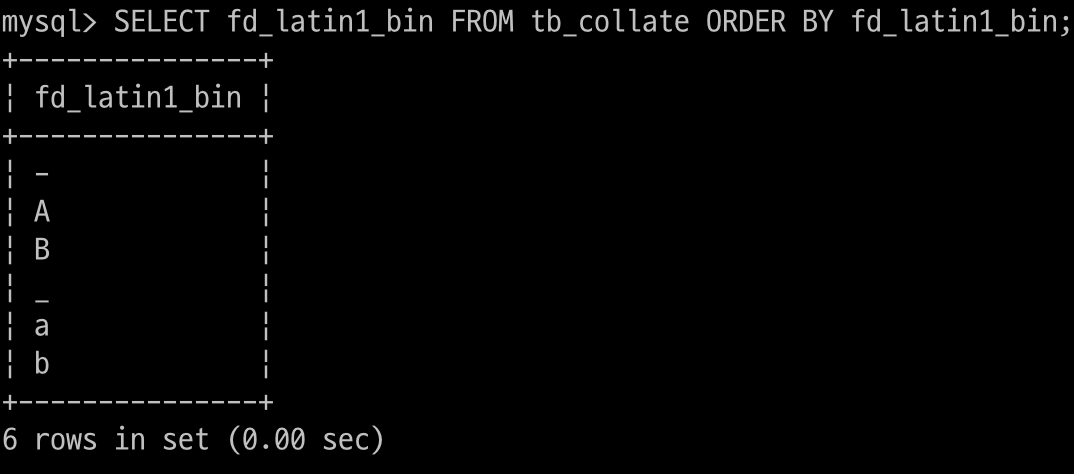 mysql> SELECT fd_latin1_bin FROM tb_collate ORDER BY fd_latin1_bin;
+---------------+
¦ fd_latin1_bin ¦
+---------------+
¦ -             ¦
¦ A             ¦
¦ B             ¦
¦ _             ¦
¦ a             ¦
¦ b             ¦
+---------------+
6 rows in set (0.00 sec)